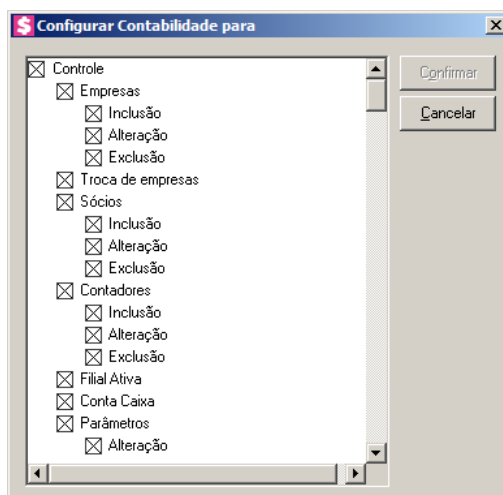 Configurar Contabilidade para
Controle
Empresas
Inclusão
Alteração
Exclusão
Troca de empresas
Sócios
Inclusão
Alteração
Exclusão
Contadores
Inclusão
Alteração
Exclusão
Filial Ativa
Conta Caixa
Parâmetros
Alteração
Confirmar
Cancelar